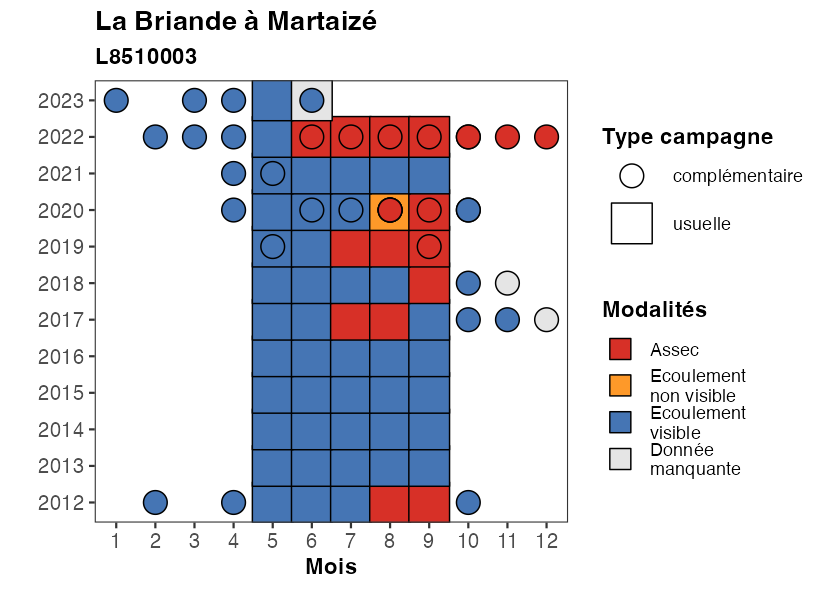 La Briande à Martaizé
L8510003
2023
2022
2021
2020
2019
2018
2017
2016
2015
2014
2013
2012
1 2 3 4 5 6 7 8 9 10 11 12
Mois
Type campagne
complémentaire
usuelle
Modalités
Assec
Ecoulement
non visible
Ecoulement
visible
Donnée
manquante